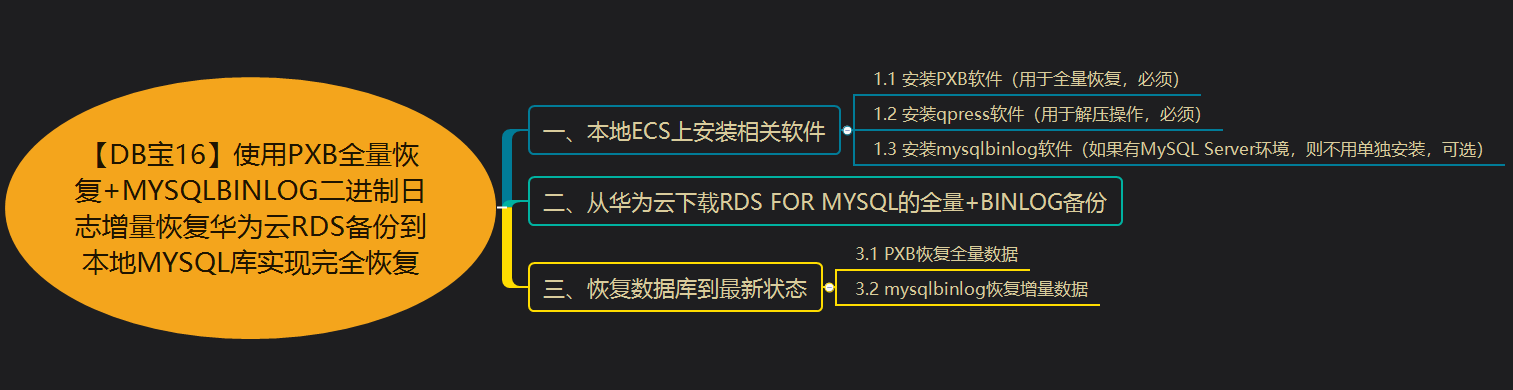 【DB宝16】使用PXB全量恢
复+MYSQLBINLOG二进制日
志增量恢复华为云RDS备份到
本地MYSQL库实现完全恢复
一、本地ECS上安装相关软件
1.1 安装PXB软件（用于全量恢复，必须）
1.2 安装qpress软件（用于解压操作，必须）
1.3 安装mysqlbinlog软件（如果有MySQL Server环境，则不用单独安装，可选）
二、从华为云下载RDS FOR MYSQL的全量+BINLOG备份
三、恢复数据库到最新状态
3.1 PXB恢复全量数据
3.2 mysqlbinlog恢复增量数据